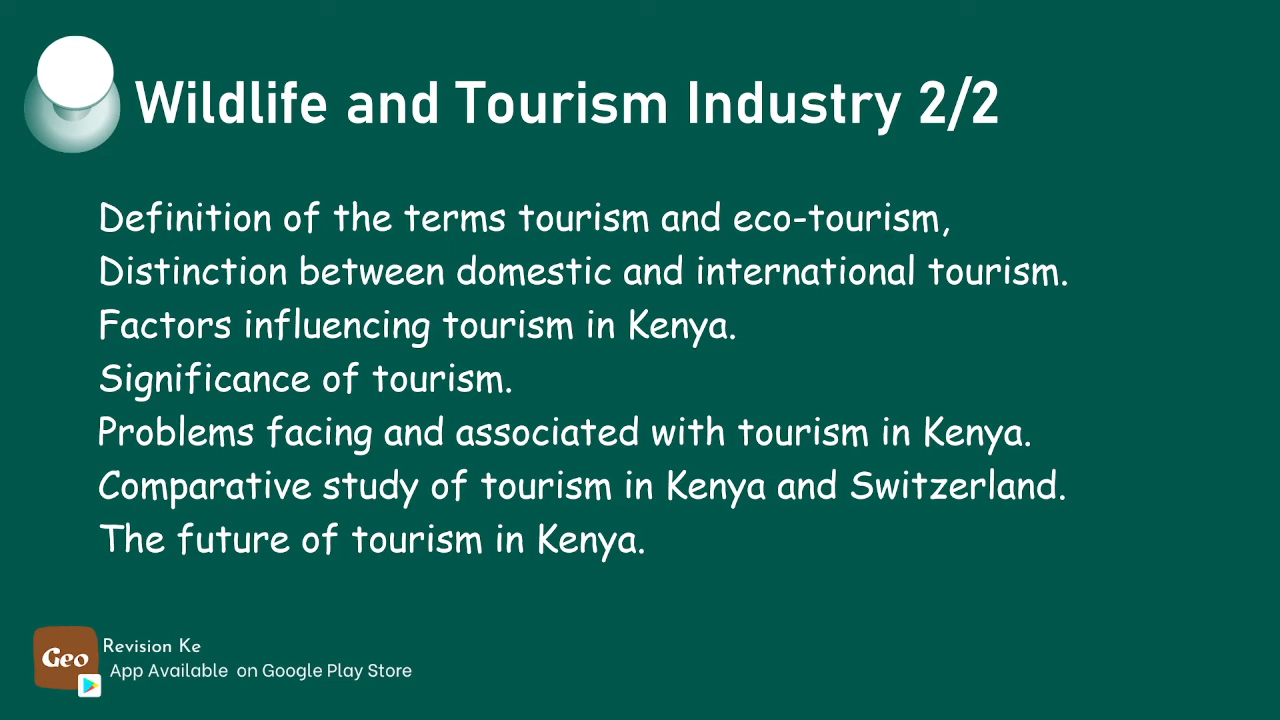 Wildlife and Tourism Industry 2/2
Definition of the terms tourism and eco-tourism,
Distinction between domestic and international tourism.
Factors influencing tourism in Kenya.
Significance of tourism.
Problems facing and associated with tourism in Kenya.
Comparative study of tourism in Kenya and Switzerland.
The future of tourism in Kenya.
Geo
Revision Ke
App Available on Google Play Store